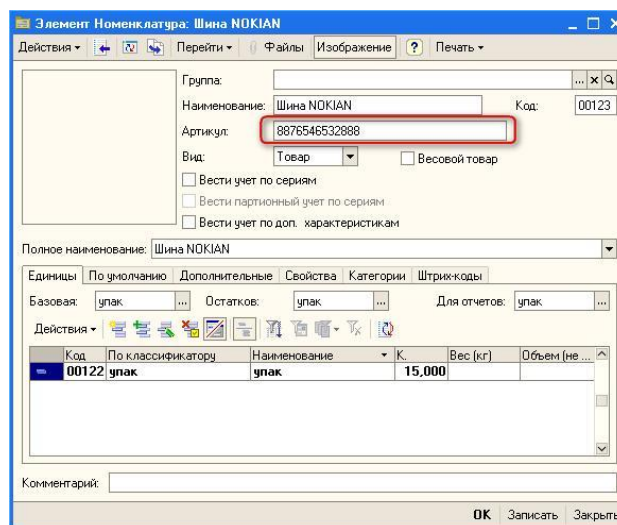 Элемент Номенклатура: Шина NOKIAN
Действия Перейти Файлы Изображение ? Печать
Группа: ...
Наименование: Шина NOKIAN Код: 00123
Артикул: 8876546532888
Вид: Товар Весовой товар
Вести учет по сериям
Вести партионный учет по сериям
Вести учет по доп. характеристикам
Полное наименование: Шина NOKIAN
Единицы По умолчанию Дополнительные Свойства Категории Штрих-коды
Базовая: упак ... Остатков: упак ... Для отчетов: упак ...
Действия
Код По классификатору Наименование К. Вес (кг) Объем (не ...
00122 упак упак 15,000
Комментарий:
OK Записать Закрыть